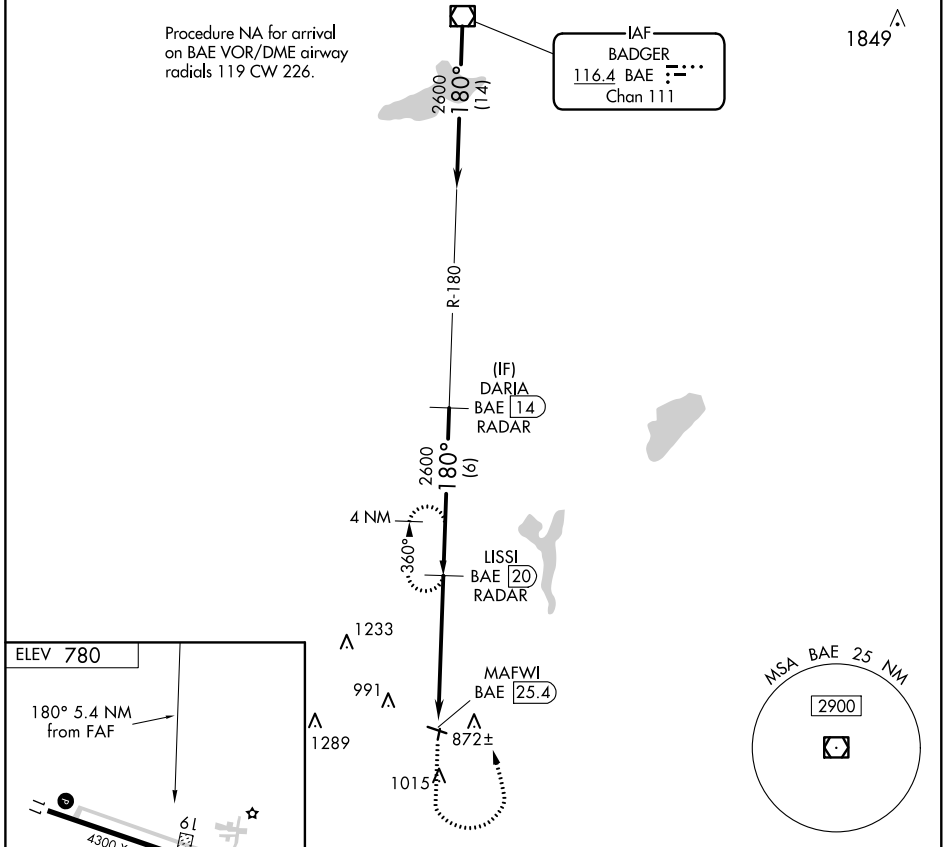 Procedure NA for arrival
on BAE VOR/DME airway
radials 119 CW 226.
IAF
BADGER
116.4 BAE
Chan 111
1849
2600
180°
(14)
R-180
(IF)
DARIA
BAE 14
RADAR
2600
180°
(6)
4 NM
360°
LISSI
BAE 20
RADAR
1233
991
1289
MAFWI
BAE 25.4
872±
1015
MSA BAE 25 NM
2900
ELEV 780
180° 5.4 NM
from FAF
P
11
19
4300 X